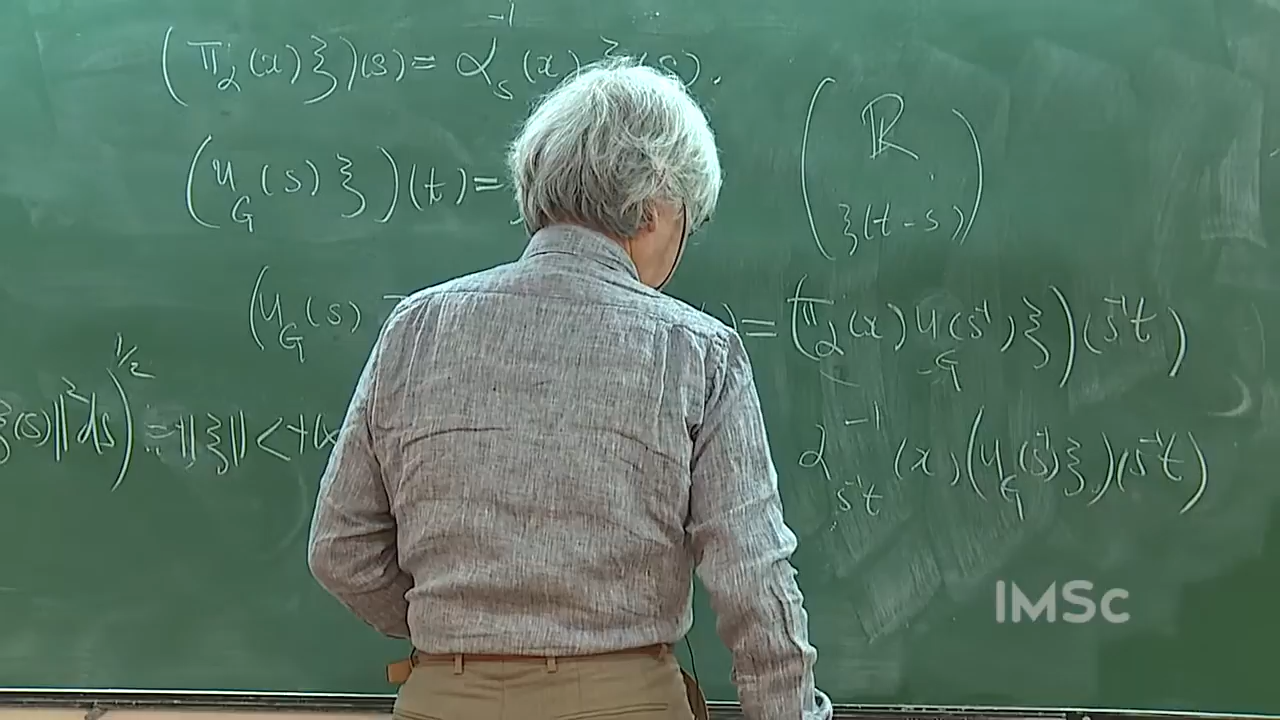 (π_α(x)ξ)(s) = α_s^{-1}(x) ξ(s).
(u_G(s)ξ)(t) =
(ℝ
ξ(t-s))
(u_G(s) = (π_α(x) u_G(s^{-1})ξ)(s^{-1}t)
ξ(s)‖^2 ds)^{1/2} = ‖ξ‖ < +∞
α_{s^{-1}t}^{-1}(x)(u_G(s^{-1})ξ)(s^{-1}t)
IMSc